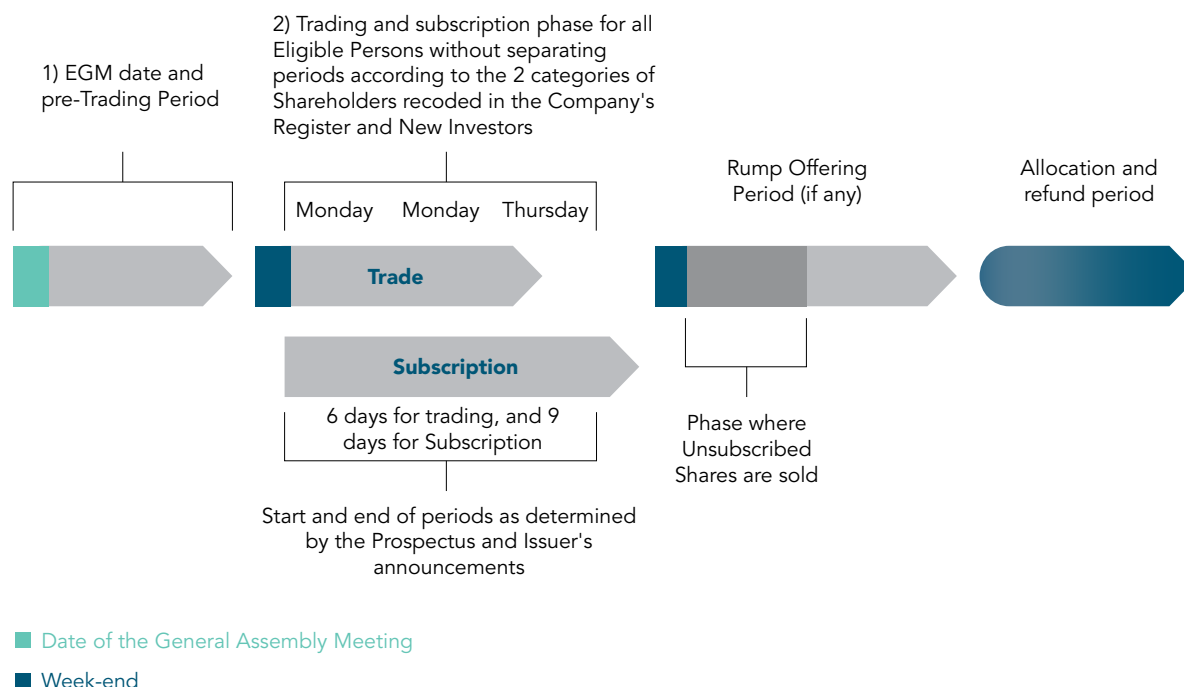 1) EGM date and
pre-Trading Period
2) Trading and subscription phase for all
Eligible Persons without separating
periods according to the 2 categories of
Shareholders recoded in the Company's
Register and New Investors
Monday Monday Thursday
Rump Offering
Period (if any)
Allocation and
refund period
Trade
Subscription
6 days for trading, and 9
days for Subscription
Start and end of periods as determined
by the Prospectus and Issuer's
announcements
Phase where
Unsubscribed
Shares are sold
Date of the General Assembly Meeting
Week-end